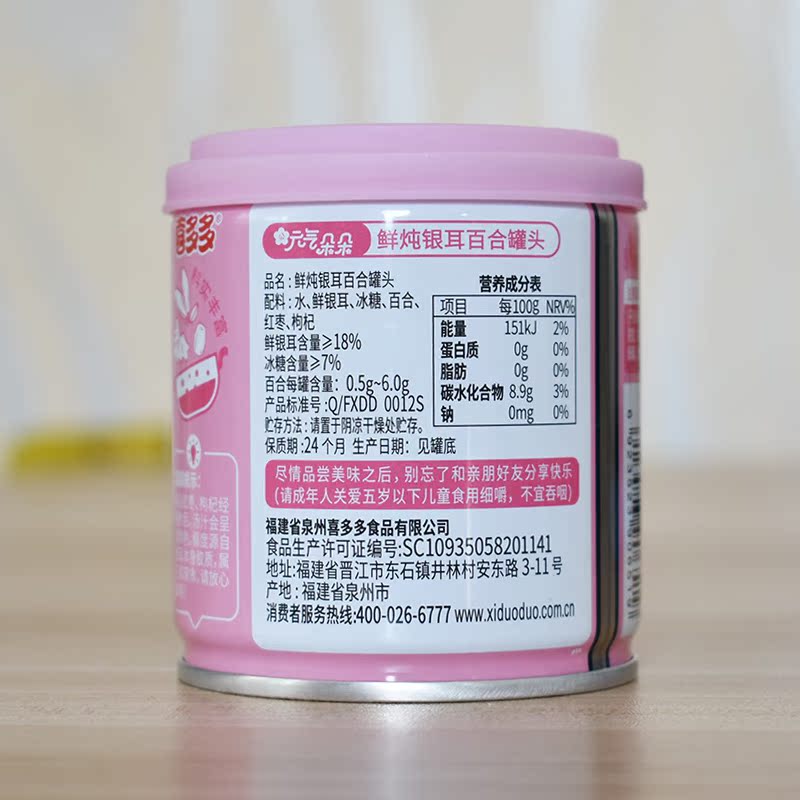 喜多多®
元气朵朵 鲜炖银耳百合罐头
品名：鲜炖银耳百合罐头
配料：水、鲜银耳、冰糖、百合、
红枣、枸杞
鲜银耳含量≥18%
冰糖含量≥7%
百合每罐含量：0.5g~6.0g
产品标准号:Q/FXDD 0012S
贮存方法：请置于阴凉干燥处贮存。
保质期:24个月 生产日期：见罐底
营养成分表
项目 每100g NRV%
能量 151kJ 2%
蛋白质 0g 0%
脂肪 0g 0%
碳水化合物 8.9g 3%
钠 0mg 0%
尽情品尝美味之后，别忘了和亲朋好友分享快乐
(请成年人关爱五岁以下儿童食用细嚼，不宜吞咽)
福建省泉州喜多多食品有限公司
食品生产许可证编号:SC10935058201141
地址:福建省晋江市东石镇井林村安东路3-11号
产地：福建省泉州市
消费者服务热线:400-026-6777 www.xiduoduo.com.cn